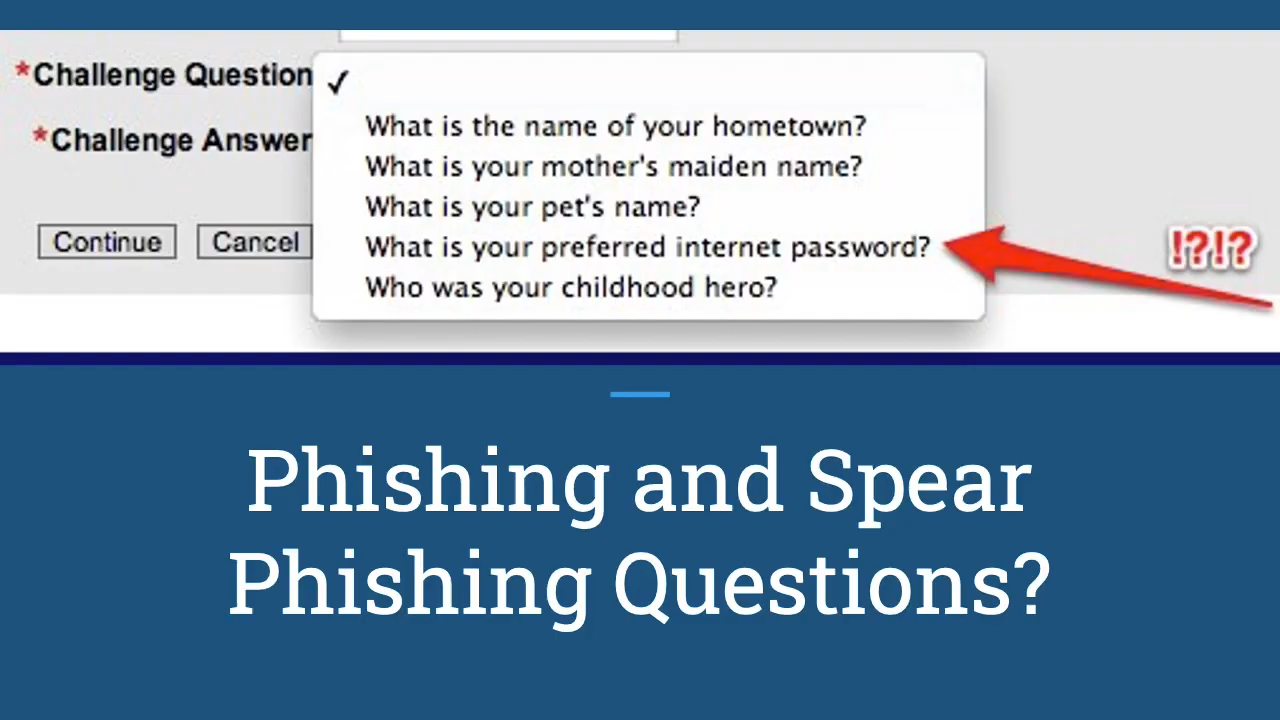 *Challenge Question
✓
What is the name of your hometown?
*Challenge Answer
What is your mother's maiden name?
What is your pet's name?
Continue Cancel
What is your preferred internet password?
!?!?
Who was your childhood hero?
Phishing and Spear
Phishing Questions?